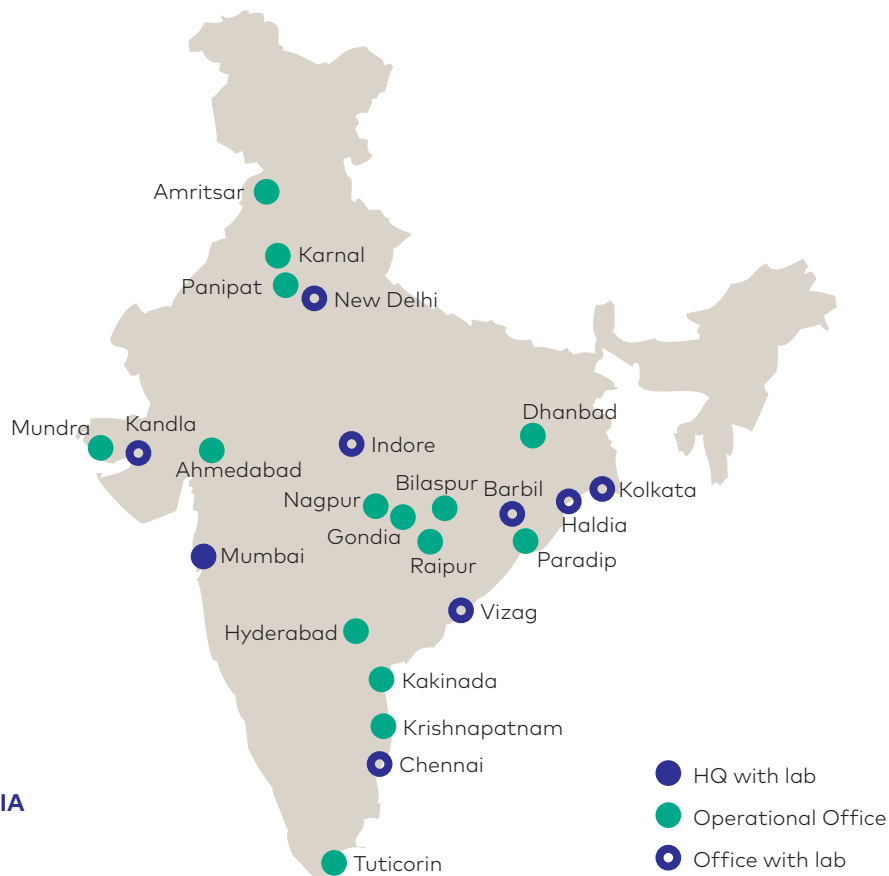 Amritsar
Karnal
Panipat
New Delhi
Mundra
Kandla
Ahmedabad
Indore
Dhanbad
Nagpur
Bilaspur
Barbil
Kolkata
Gondia
Haldia
Raipur
Paradip
Mumbai
Vizag
Hyderabad
Kakinada
Krishnapatnam
Chennai
Tuticorin
IA
HQ with lab
Operational Office
Office with lab